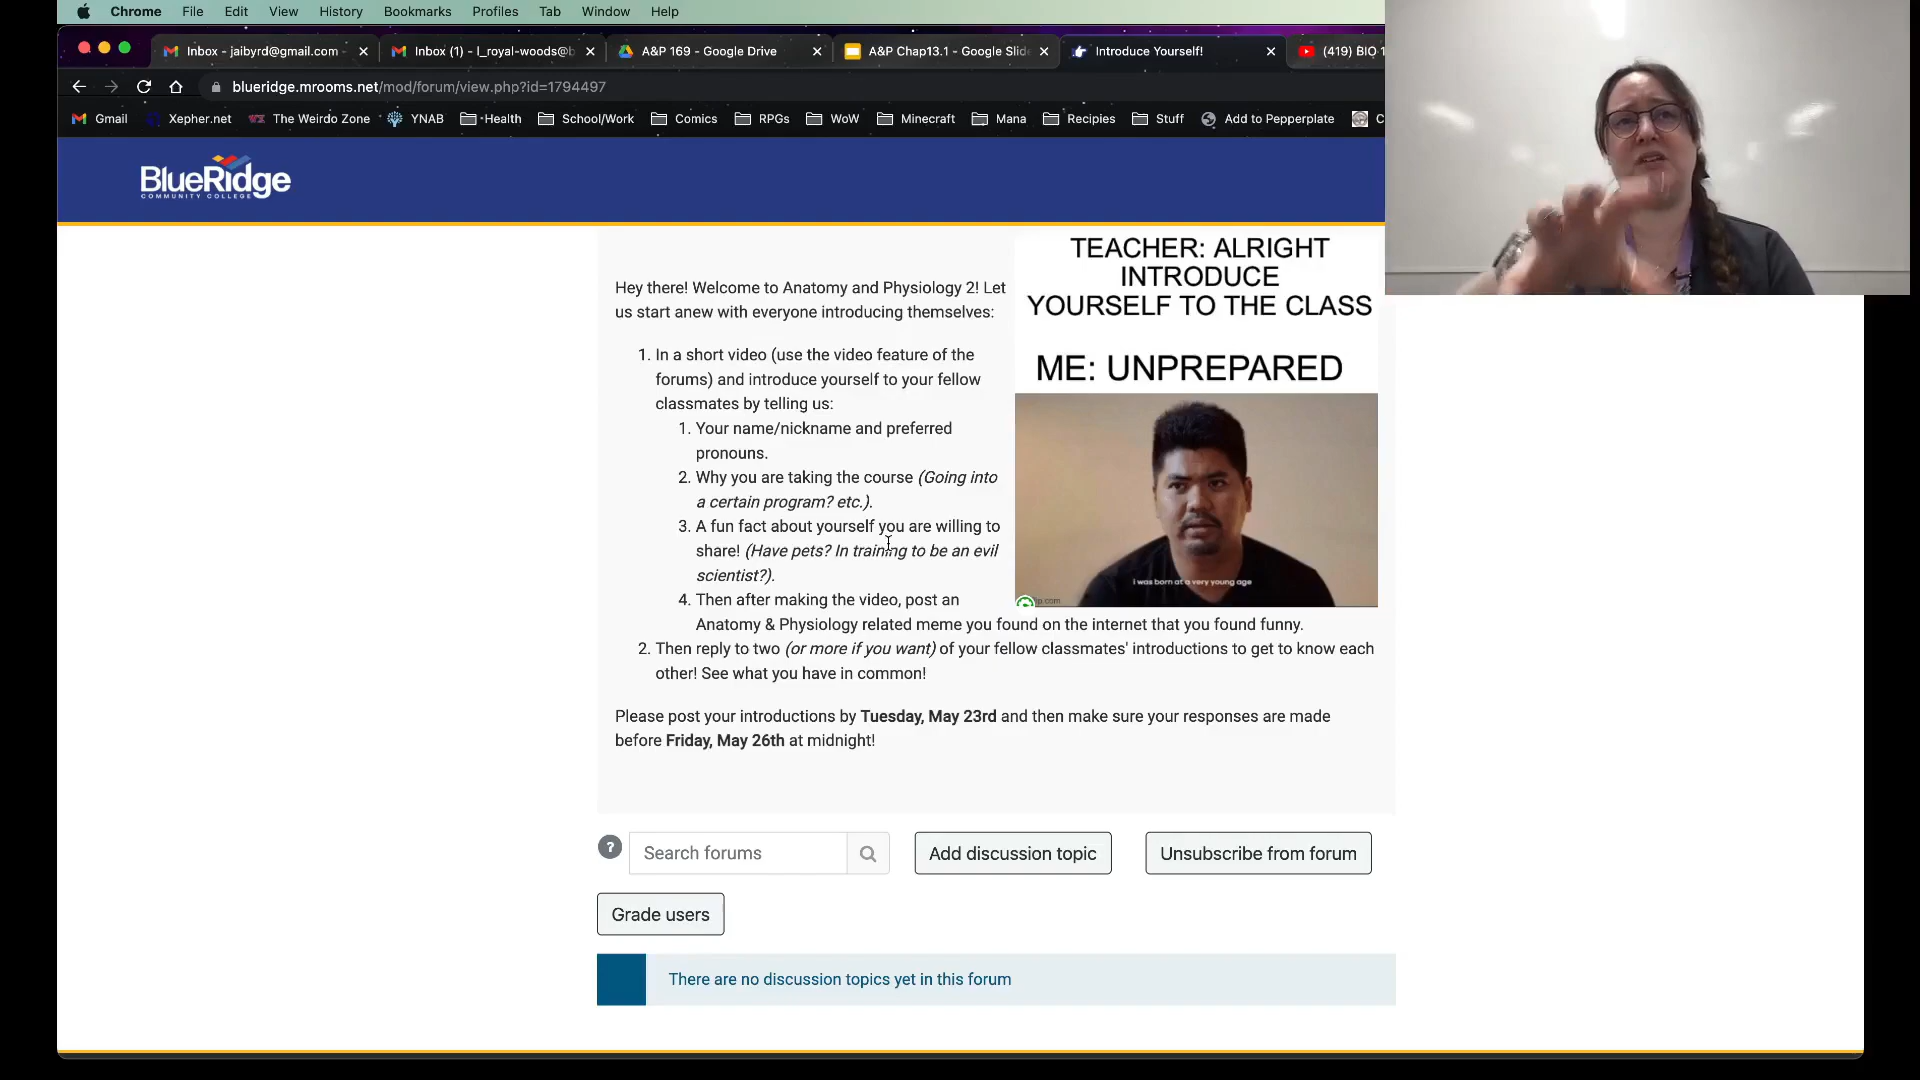 Chrome File Edit View History Bookmarks Profiles Tab Window Help
Inbox - jaibyrd@gmail.com
Inbox (1) - l_royal-woods@b
A&P 169 - Google Drive
A&P Chap13.1 - Google Slide
Introduce Yourself!
(419) BIO 1
blueridge.mrooms.net/mod/forum/view.php?id=1794497
Gmail Xepher.net The Weirdo Zone YNAB Health School/Work Comics RPGs WoW Minecraft Mana Recipies Stuff Add to Pepperplate C
BlueRidge
COMMUNITY COLLEGE
Hey there! Welcome to Anatomy and Physiology 2! Let
us start anew with everyone introducing themselves:
1. In a short video (use the video feature of the
forums) and introduce yourself to your fellow
classmates by telling us:
1. Your name/nickname and preferred
pronouns.
2. Why you are taking the course (Going into
a certain program? etc.).
3. A fun fact about yourself you are willing to
share! (Have pets? In training to be an evil
scientist?).
4. Then after making the video, post an
Anatomy & Physiology related meme you found on the internet that you found funny.
2. Then reply to two (or more if you want) of your fellow classmates' introductions to get to know each
other! See what you have in common!
TEACHER: ALRIGHT
INTRODUCE
YOURSELF TO THE CLASS
ME: UNPREPARED
i was born at a very young age
Please post your introductions by Tuesday, May 23rd and then make sure your responses are made
before Friday, May 26th at midnight!
?
Search forums
Add discussion topic
Unsubscribe from forum
Grade users
There are no discussion topics yet in this forum